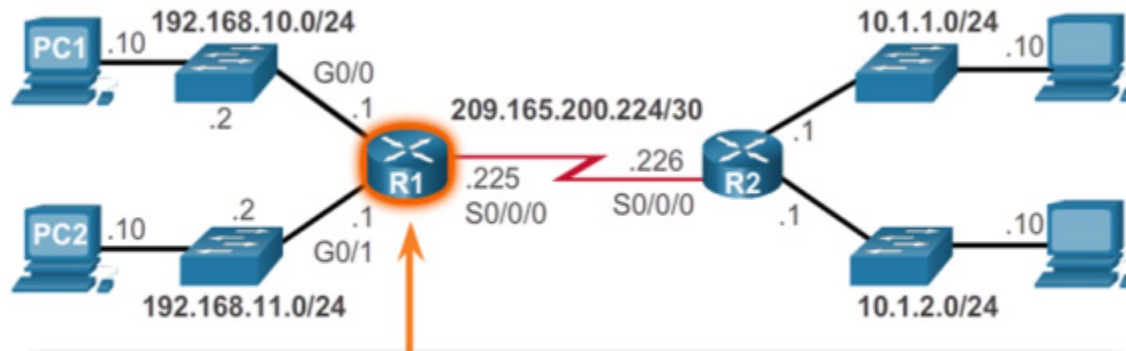 192.168.10.0/24
10.1.1.0/24
PC1
.10
G0/0
.10
.2
.1
209.165.200.224/30
.1
R1
.225
.226
R2
S0/0/0
S0/0/0
PC2
.10
.2
.1
G0/1
.1
.10
192.168.11.0/24
10.1.2.0/24